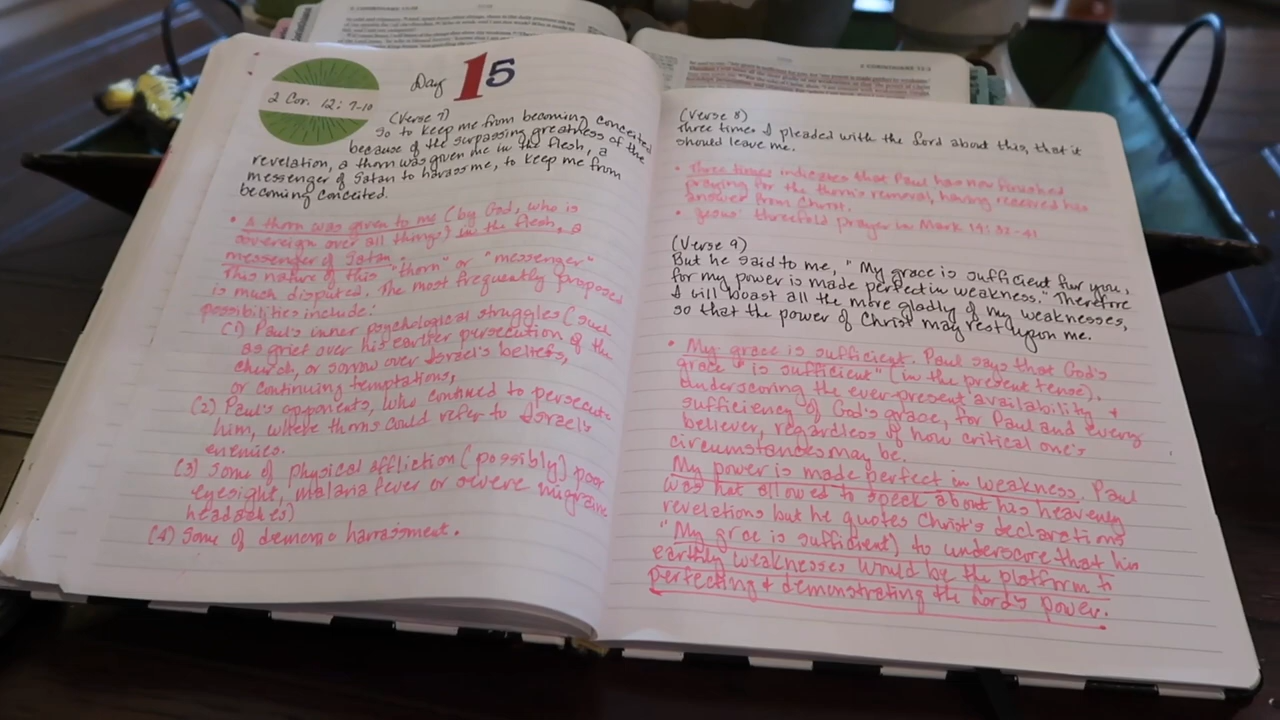 2 CORINTHIANS
Day 15
2 Cor. 12:7-10
(Verse 7)
So to keep me from becoming conceited
because of the surpassing greatness of the
revelation, a thorn was given me in the flesh, a
messenger of Satan to harass me, to keep me from
becoming conceited.
• A thorn was given to me (by God, who is
sovereign over all things) in the flesh, a
messenger of Satan.
This nature of this "thorn" or "messenger"
is much disputed. The most frequently proposed
possibilities include:
(1) Paul's inner psychological struggles (such
as grief over his earlier persecution of the
church, or sorrow over Israel's beliefs,
or continuing temptations,
(2) Paul's opponents, who continued to persecute
him, where thorns could refer to Israel's
enemies.
(3) Some of physical affliction (possibly) poor
eyesight, malaria fever or severe migraine
headaches)
(4) Some of demonic harrassment.
(Verse 8)
Three times I pleaded with the Lord about this, that it
should leave me.
• Three times indicates that Paul has now finished
praying for the thorn's removal, having received his
answer from Christ.
• Jesus' threefold prayer in Mark 14:32-41
(Verse 9)
But he said to me, "My grace is sufficient for you,
for my power is made perfect in weakness." Therefore
I will boast all the more gladly of my weaknesses,
so that the power of Christ may rest upon me.
• My grace is sufficient. Paul says that God's
grace "is sufficient" (in the present tense),
underscoring the ever-present availability +
sufficiency of God's grace, for Paul and every
believer, regardless of how critical one's
circumstances may be.
My power is made perfect in weakness. Paul
was not allowed to speak about his heavenly
revelations but he quotes Christ's declarations
"My grace is sufficient) to underscore that his
earthly weaknesses would be the platform to
perfecting + demonstrating the Lord's power.